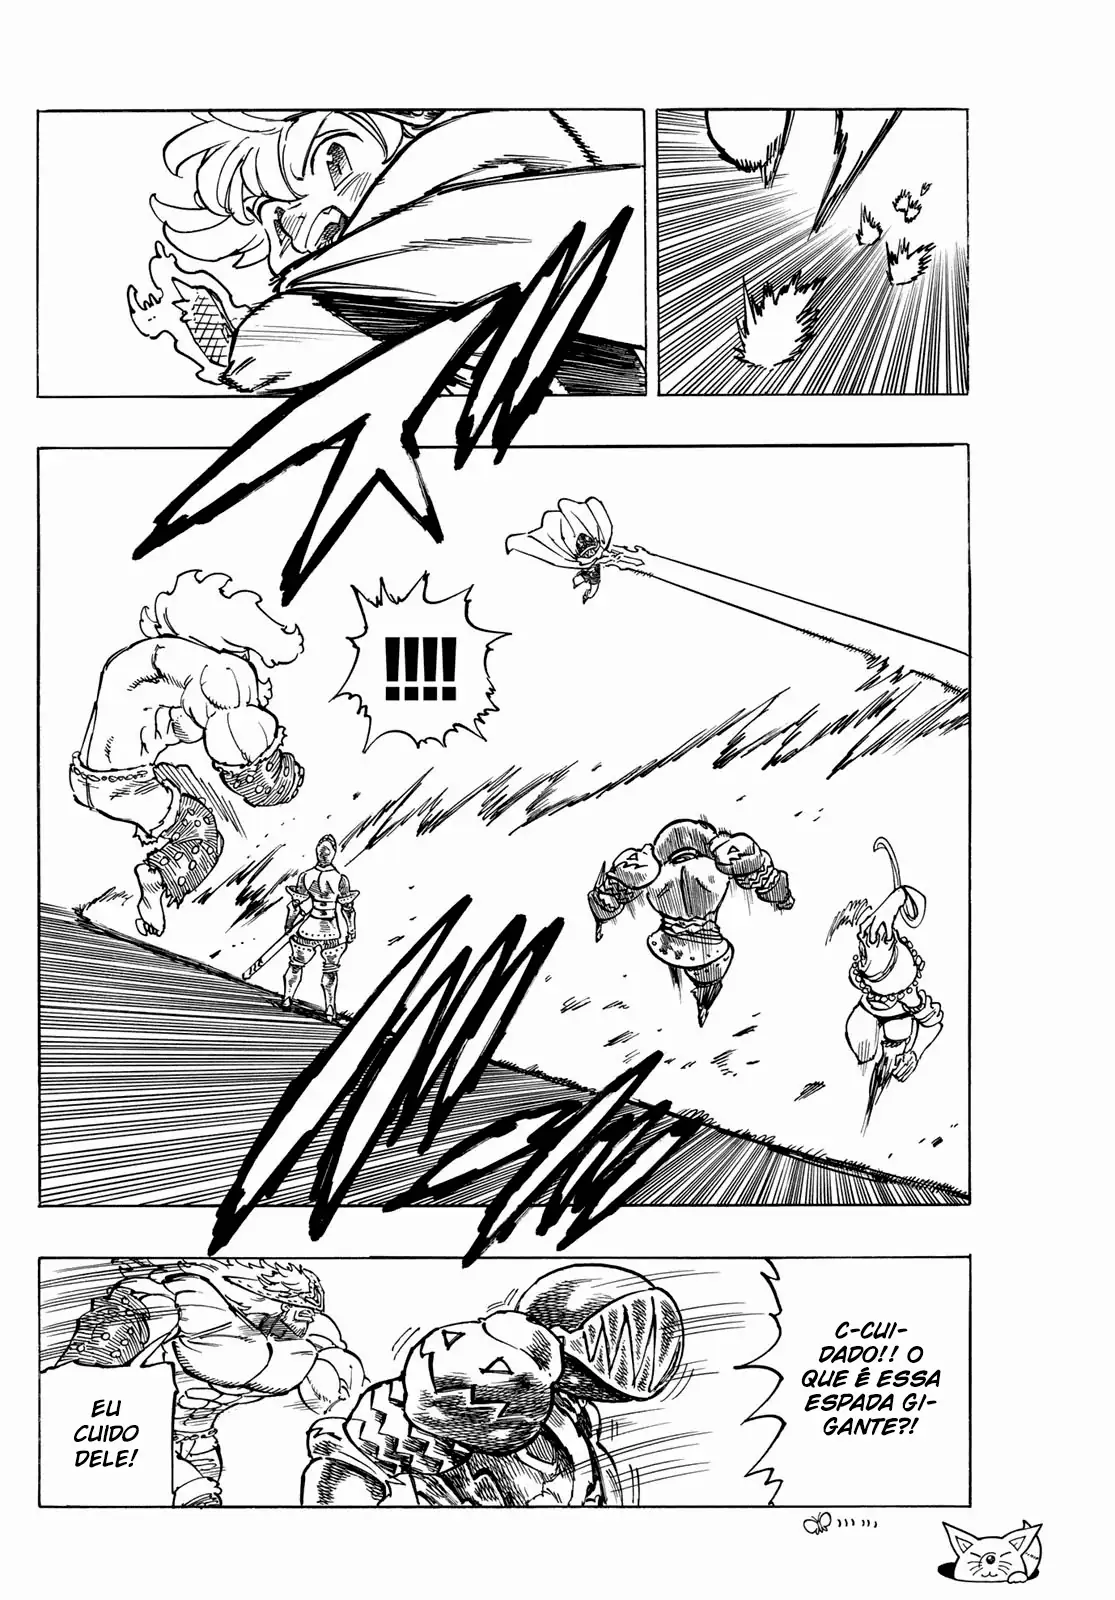 !!!!
C-CUI-
DADO!! O
QUE É ESSA
ESPADA GI-
GANTE?!
EU
CUIDO
DELE!